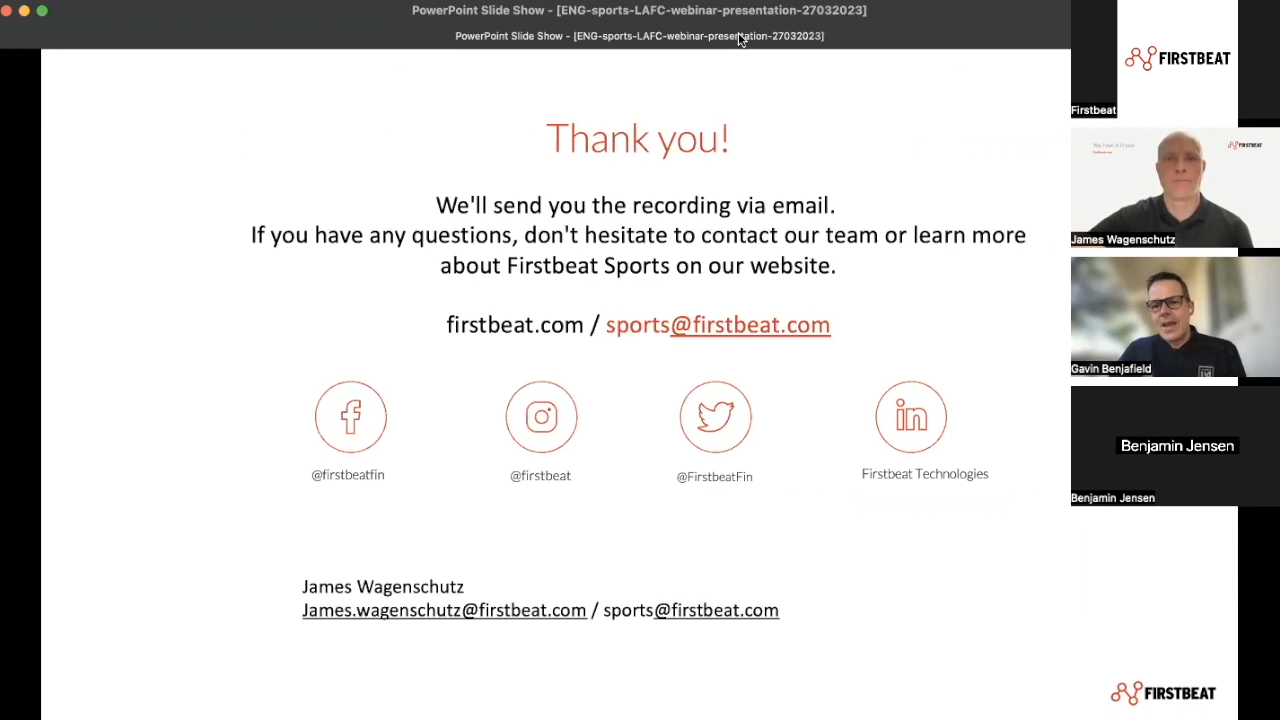 PowerPoint Slide Show - [ENG-sports-LAFC-webinar-presentation-27032023]
PowerPoint Slide Show - [ENG-sports-LAFC-webinar-presentation-27032023]
Thank you!
We'll send you the recording via email.
If you have any questions, don't hesitate to contact our team or learn more
about Firstbeat Sports on our website.
firstbeat.com / sports@firstbeat.com
@firstbeatfin
@firstbeat
@FirstbeatFin
Firstbeat Technologies
James Wagenschutz
James.wagenschutz@firstbeat.com / sports@firstbeat.com
FIRSTBEAT
Firstbeat
FIRSTBEAT
James Wagenschutz
Gavin Benjafield
Benjamin Jensen
Benjamin Jensen
FIRSTBEAT